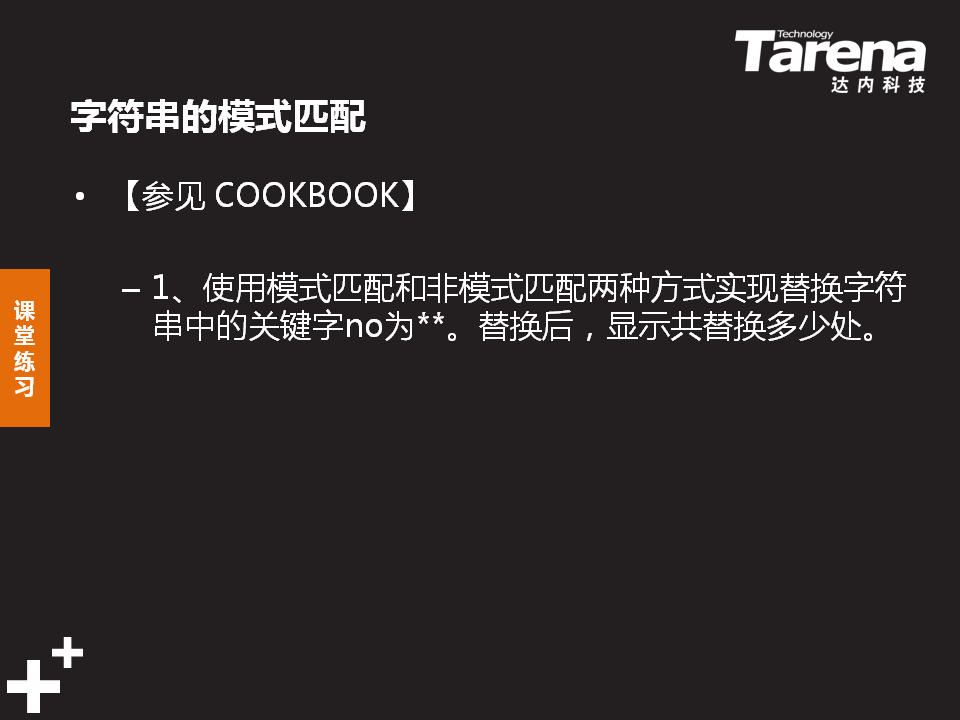 Technology
Tarena
达内科技
字符串的模式匹配
• 【参见 COOKBOOK】
– 1、使用模式匹配和非模式匹配两种方式实现替换字符
串中的关键字no为**。替换后，显示共替换多少处。
课堂练习